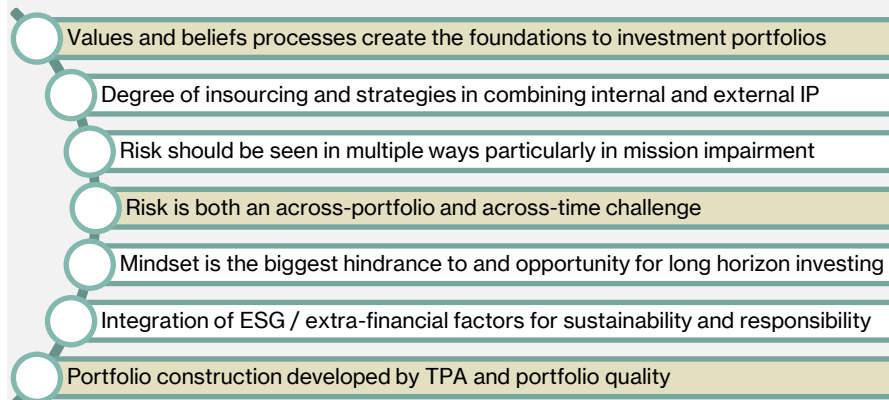 Values and beliefs processes create the foundations to investment portfolios
Degree of insourcing and strategies in combining internal and external IP
Risk should be seen in multiple ways particularly in mission impairment
Risk is both an across-portfolio and across-time challenge
Mindset is the biggest hindrance to and opportunity for long horizon investing
Integration of ESG / extra-financial factors for sustainability and responsibility
Portfolio construction developed by TPA and portfolio quality